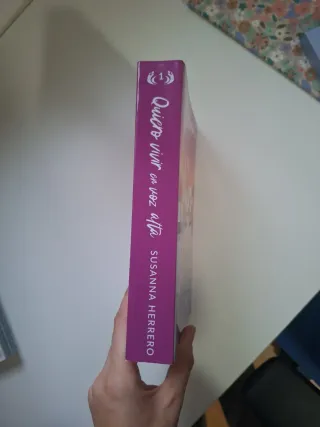 1
Quiero vivir en voz alta
SUSANNA HERRERO